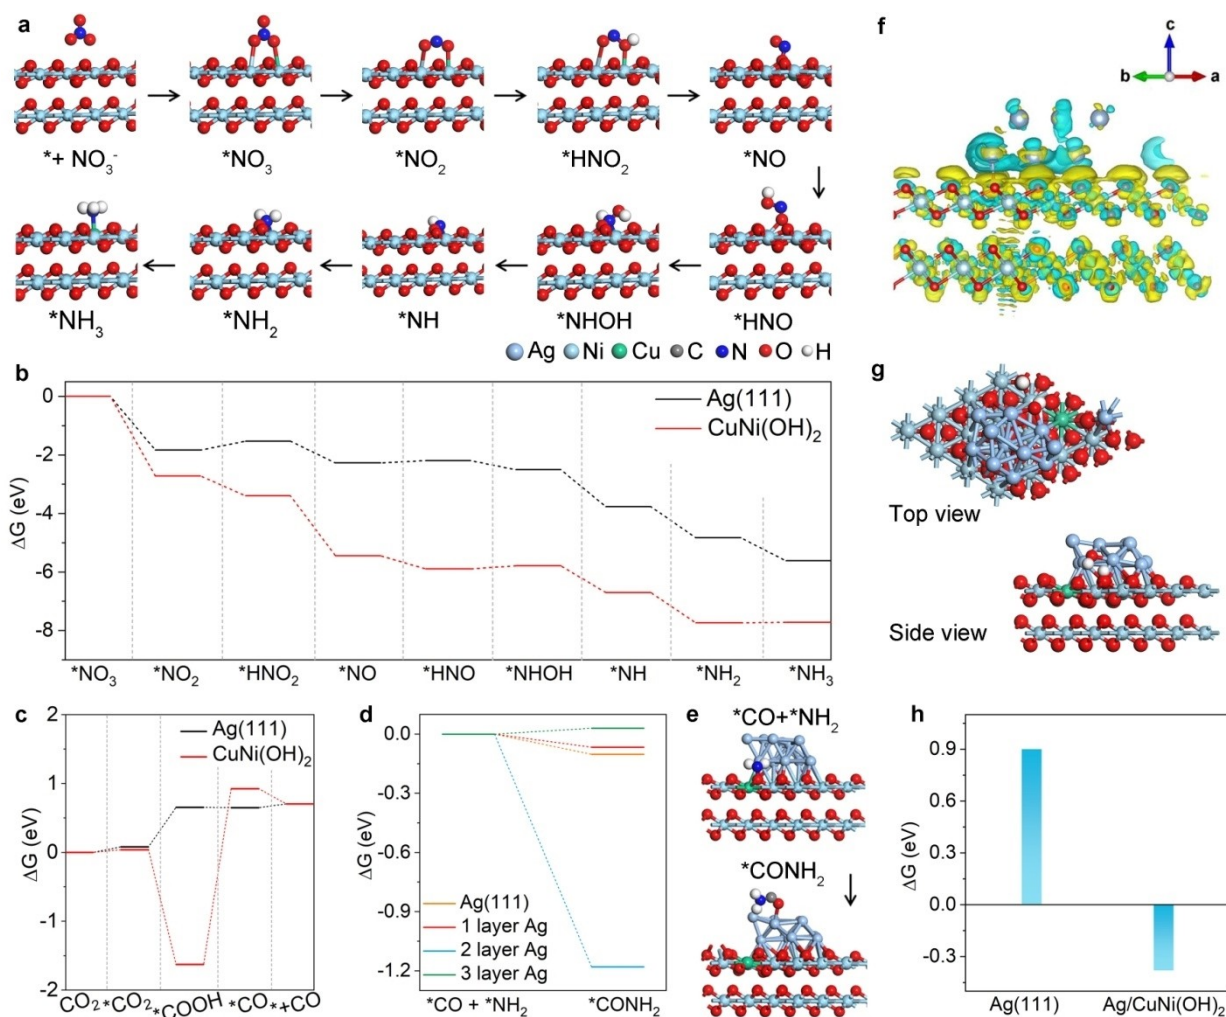 a
*+ NO₃⁻
*NO₃
*NO₂
*HNO₂
*NO
*NH₃
*NH₂
*NH
*NHOH
*HNO
Ag Ni Cu C N O H
b
0
-2
-4
-6
-8
ΔG (eV)
Ag(111)
CuNi(OH)₂
*NO₃ *NO₂ *HNO₂ *NO *HNO *NHOH *NH *NH₂ *NH₃
c
2
1
0
-1
-2
ΔG (eV)
Ag(111)
CuNi(OH)₂
CO₂ *CO₂ *COOH *CO *+CO
d
0.0
-0.3
-0.6
-0.9
-1.2
ΔG (eV)
Ag(111)
1 layer Ag
2 layer Ag
3 layer Ag
*CO + *NH₂ *CONH₂
e
*CO+*NH₂
*CONH₂
f
c
b a
g
Top view
Side view
h
0.9
0.6
0.3
0.0
-0.3
ΔG (eV)
Ag(111) Ag/CuNi(OH)₂